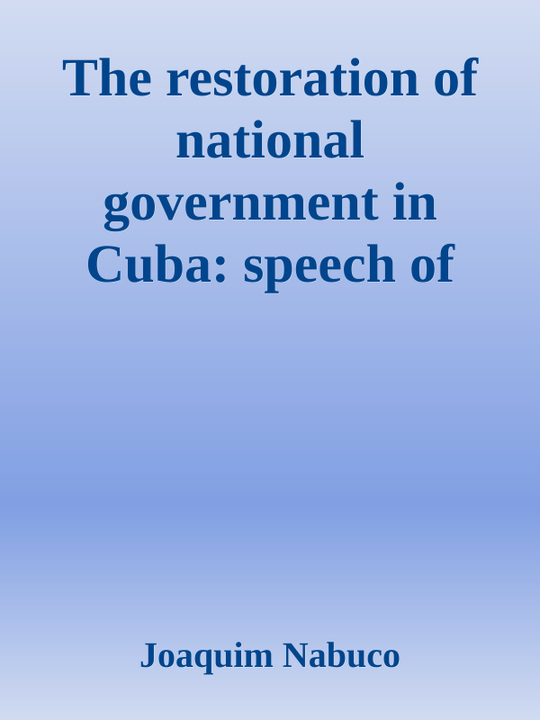 The restoration of
national
government in
Cuba: speech of
Joaquim Nabuco